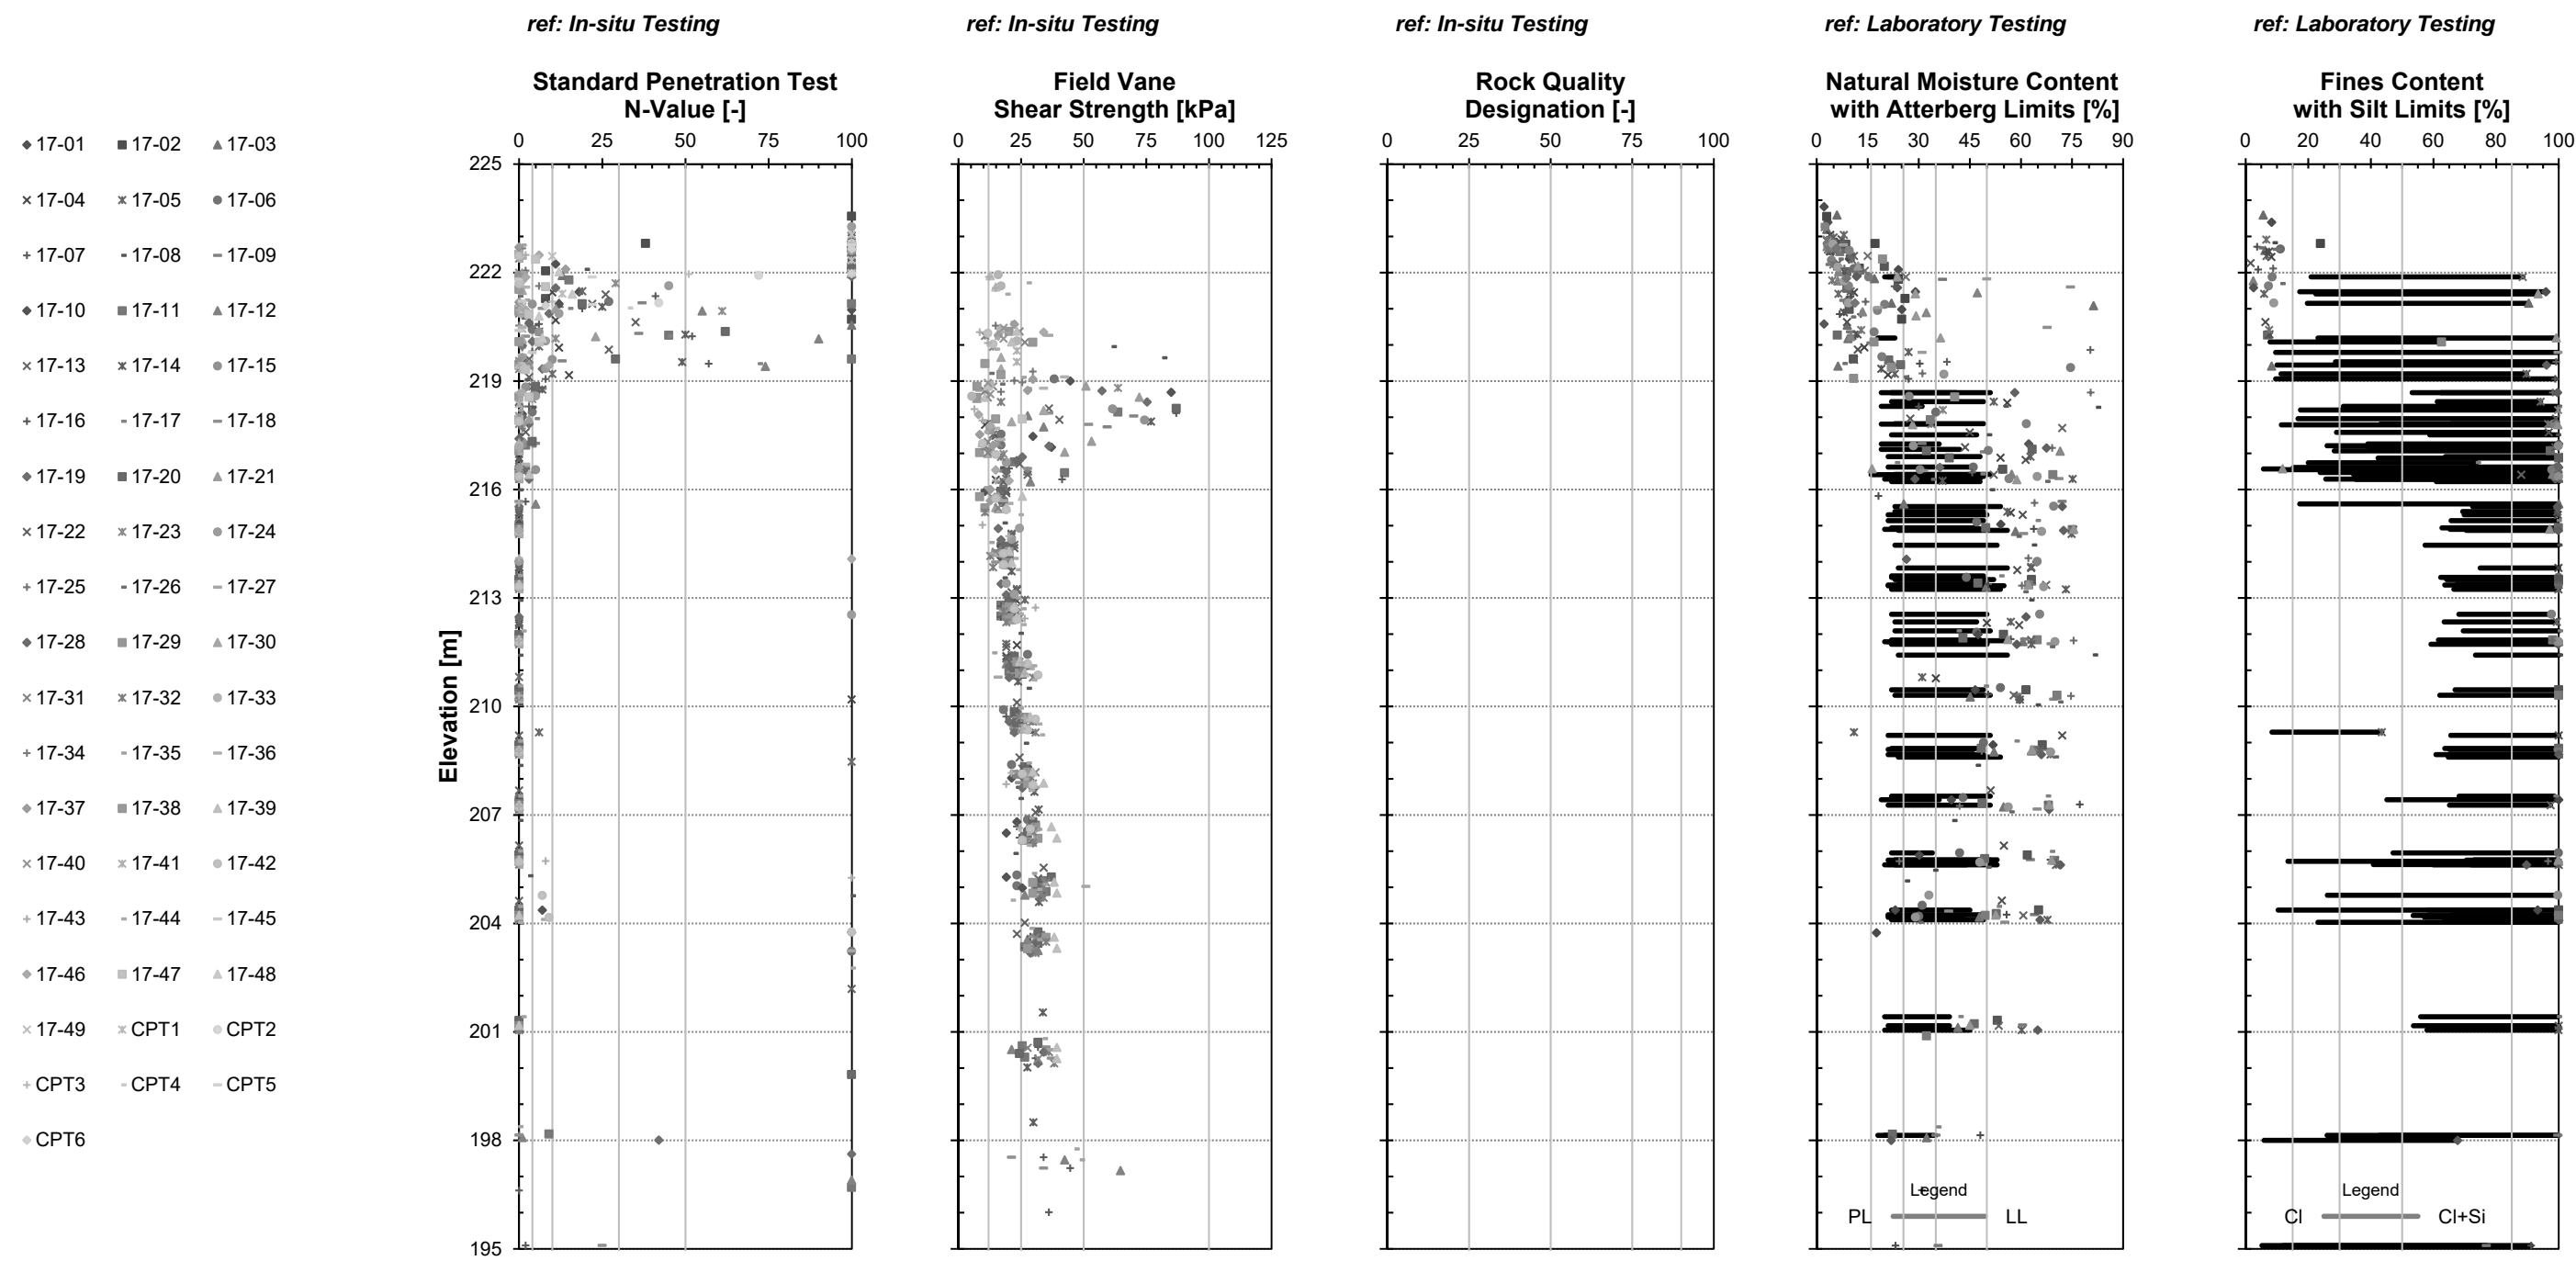 ref: In-situ Testing ref: In-situ Testing ref: In-situ Testing ref: Laboratory Testing ref: Laboratory Testing
Standard Penetration Test Field Vane Rock Quality Natural Moisture Content Fines Content
N-Value [-] Shear Strength [kPa] Designation [-] with Atterberg Limits [%] with Silt Limits [%]
0 25 50 75 100 0 25 50 75 100 125 0 25 50 75 100 0 15 30 45 60 75 90 0 20 40 60 80 100
17-01 17-02 17-03
225
17-04 17-05 17-06
17-07 17-08 17-09
222
17-10 17-11 17-12
17-13 17-14 17-15
219
17-16 17-17 17-18
17-19 17-20 17-21
216
17-22 17-23 17-24
17-25 17-26 17-27
213
17-28 17-29 17-30
Elevation [m]
17-31 17-32 17-33
210
17-34 17-35 17-36
17-37 17-38 17-39
207
17-40 17-41 17-42
17-43 17-44 17-45
204
17-46 17-47 17-48
17-49 CPT1 CPT2
201
CPT3 CPT4 CPT5
CPT6
198
Legend Legend
PL LL Cl Cl+Si
195